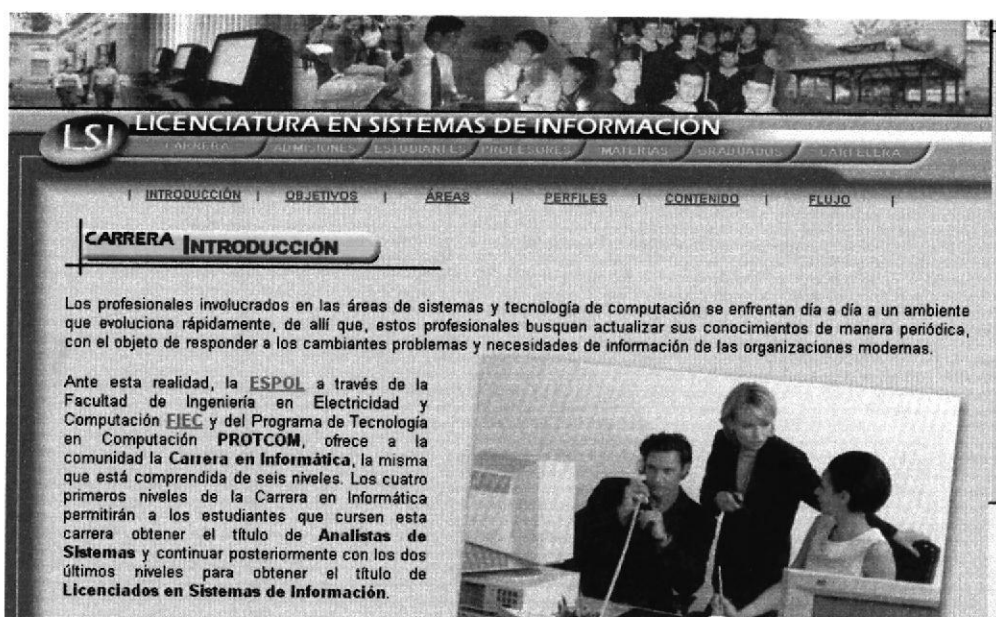 LSI LICENCIATURA EN SISTEMAS DE INFORMACIÓN
CARRERA ADMISIONES ESTUDIANTES PROFESORES MATERIAS GRADUADOS CARTELERA
| INTRODUCCIÓN | OBJETIVOS | ÁREAS | PERFILES | CONTENIDO | FLUJO |
CARRERA INTRODUCCIÓN
Los profesionales involucrados en las áreas de sistemas y tecnología de computación se enfrentan día a día a un ambiente
que evoluciona rápidamente, de allí que, estos profesionales busquen actualizar sus conocimientos de manera periódica,
con el objeto de responder a los cambiantes problemas y necesidades de información de las organizaciones modernas.
Ante esta realidad, la ESPOL a través de la
Facultad de Ingeniería en Electricidad y
Computación FIEC y del Programa de Tecnología
en Computación PROTCOM, ofrece a la
comunidad la Carrera en Informática, la misma
que está comprendida de seis niveles. Los cuatro
primeros niveles de la Carrera en Informática
permitirán a los estudiantes que cursen esta
carrera obtener el título de Analistas de
Sistemas y continuar posteriormente con los dos
últimos niveles para obtener el título de
Licenciados en Sistemas de Información.